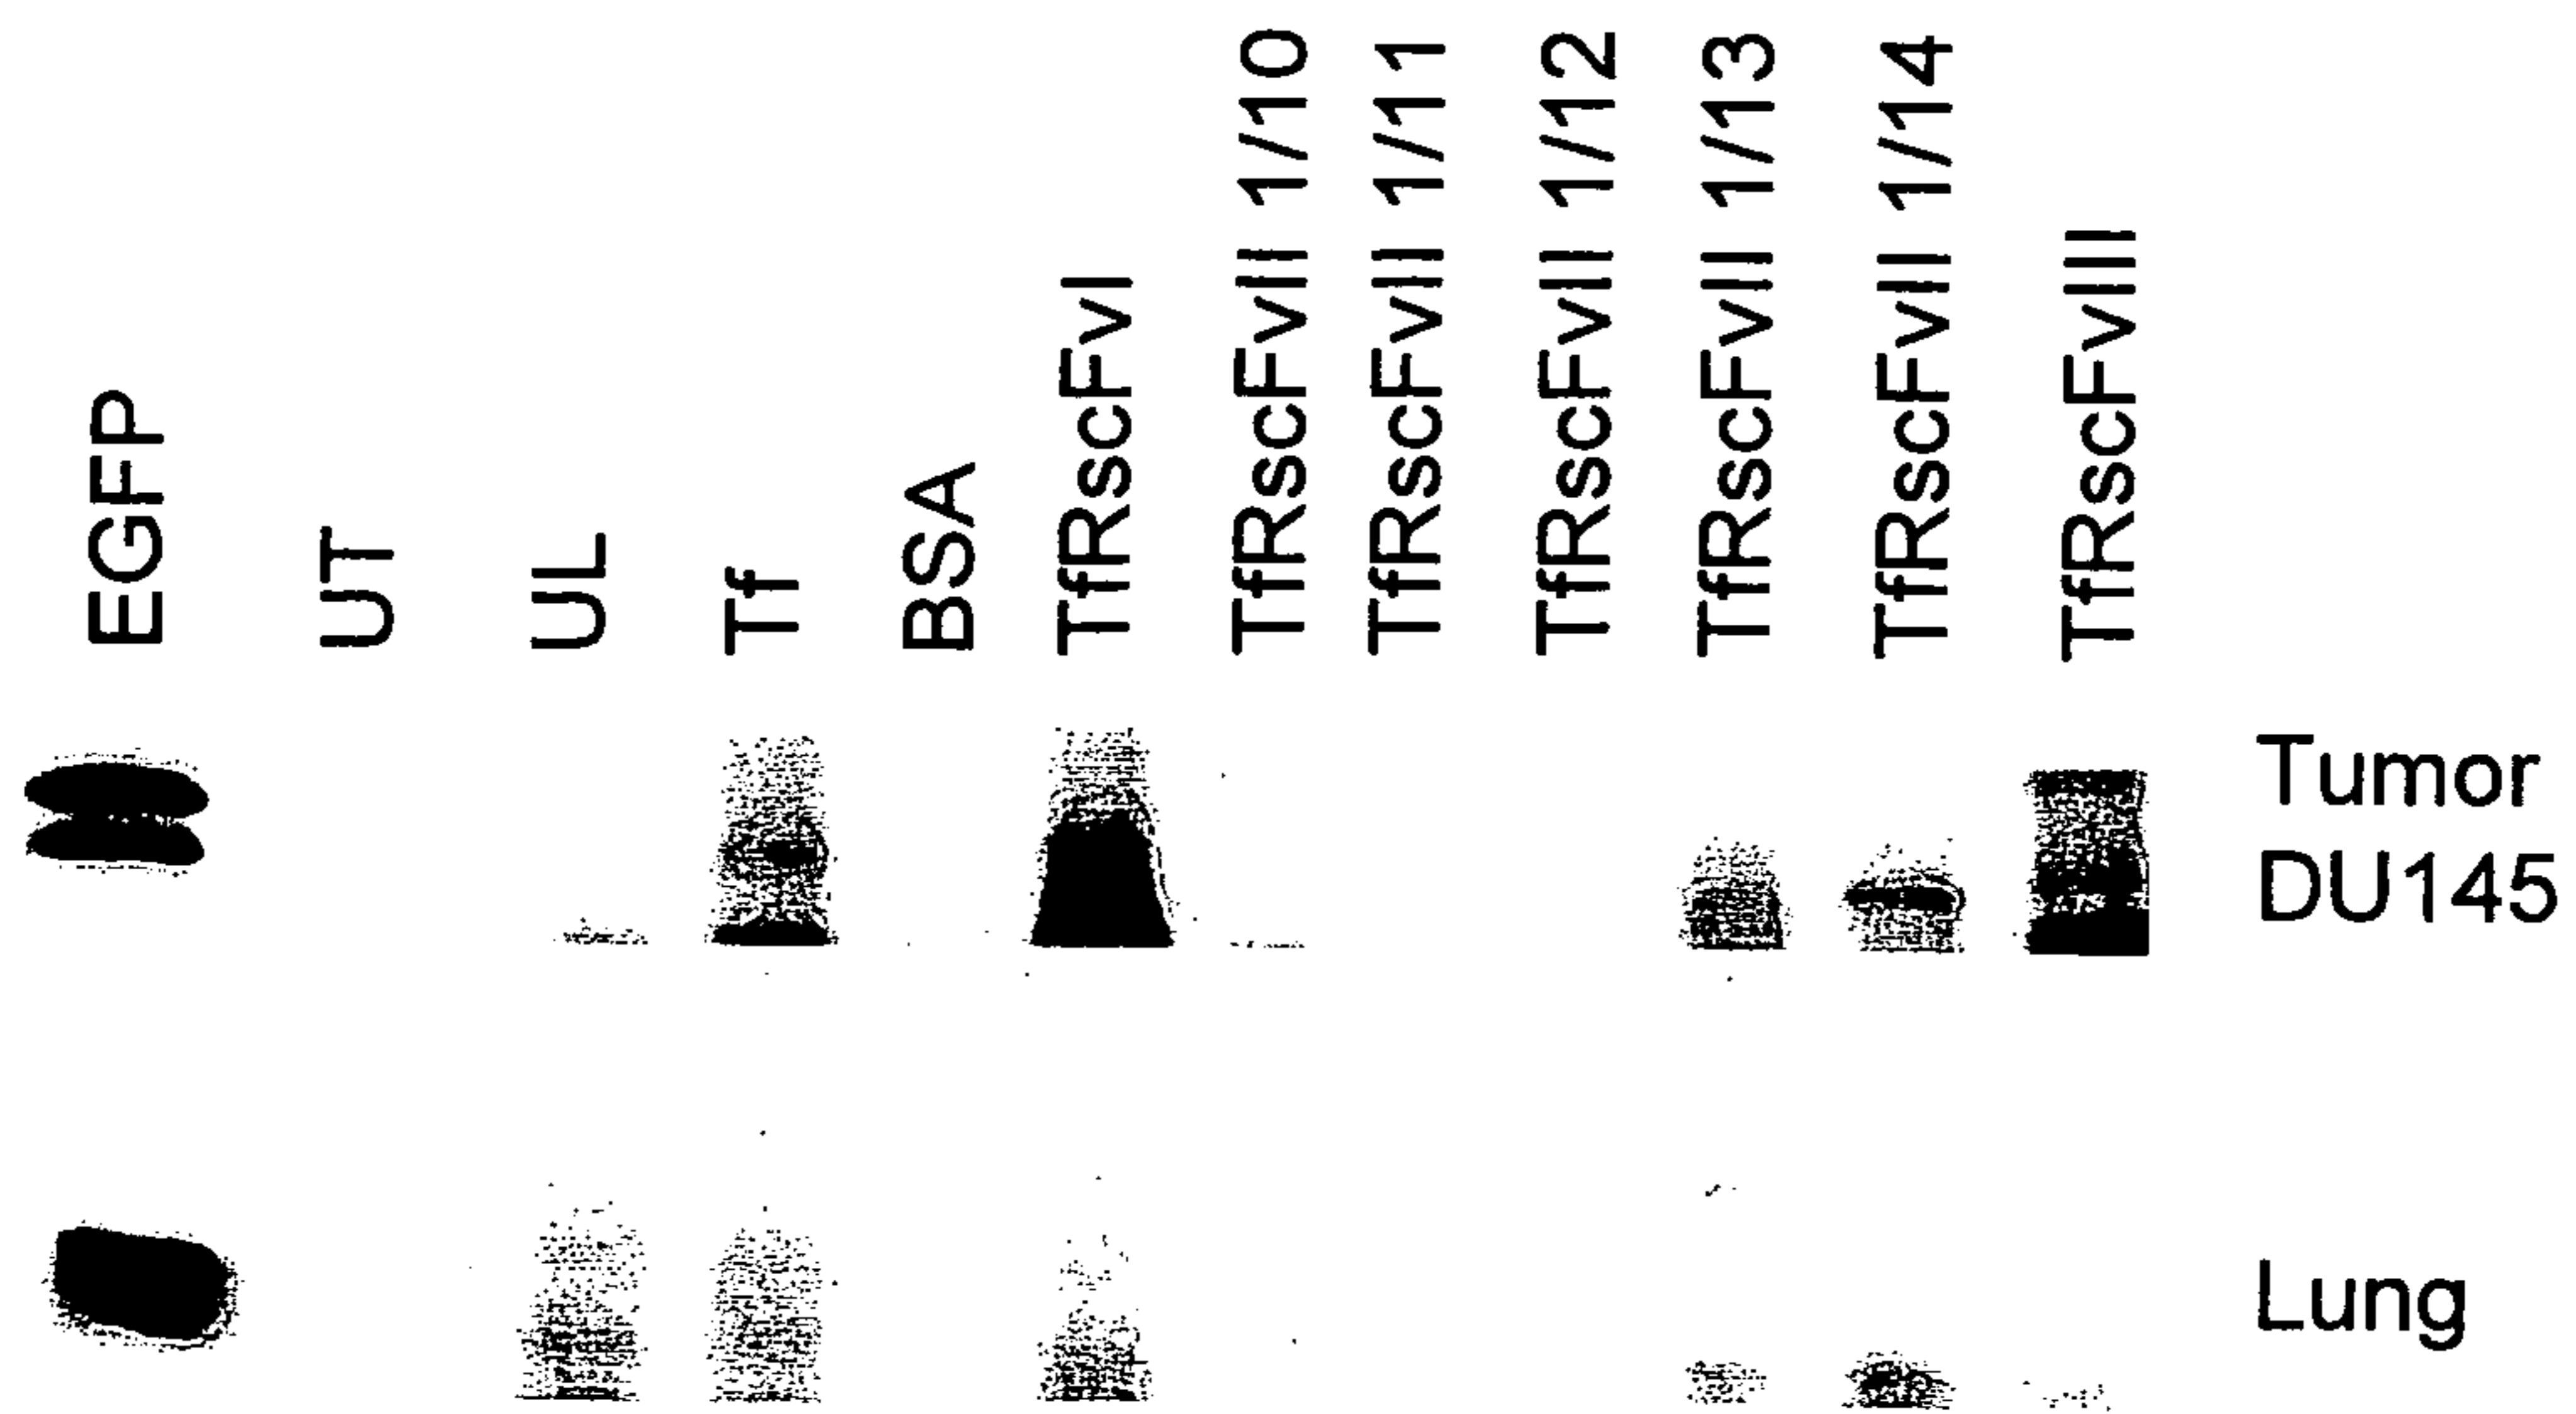 EGFP
UT
UL
Tf
BSA
TfRscFvI
TfRscFvII 1/10
TfRscFvII 1/11
TfRscFvII 1/12
TfRscFvII 1/13
TfRscFvII 1/14
TfRscFvIII
Tumor
DU145
Lung